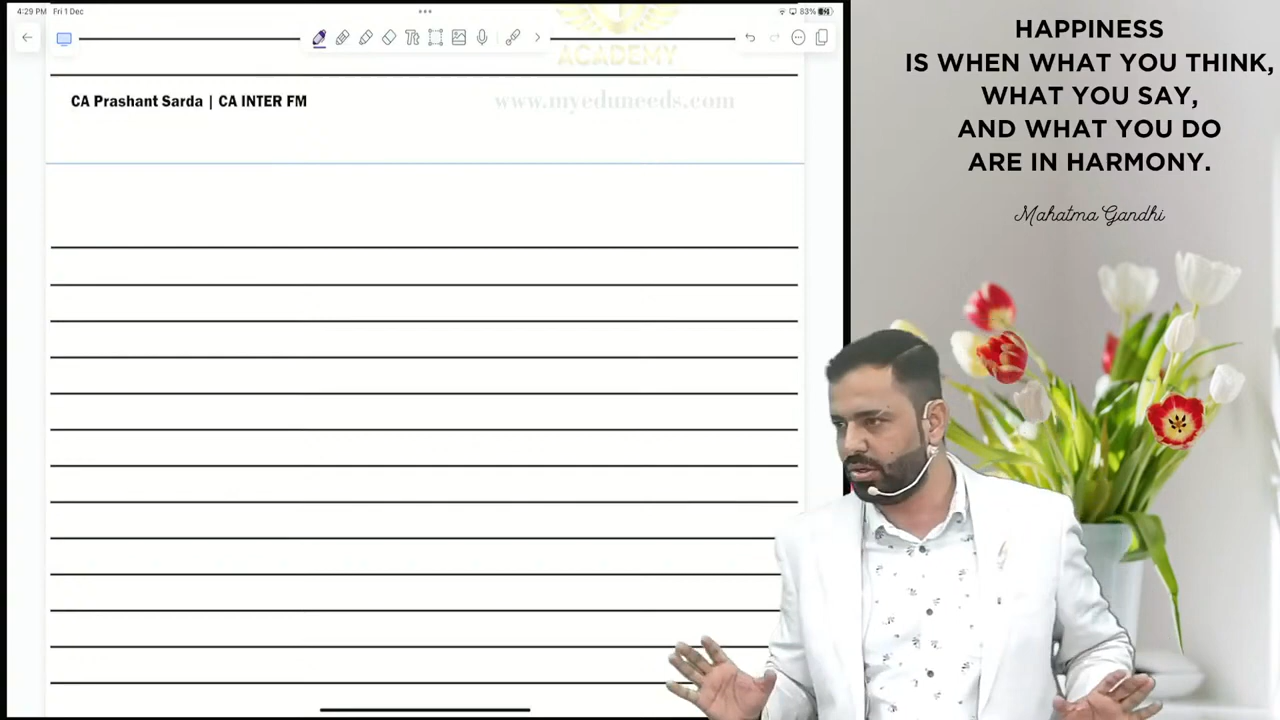 4:29 PM Fri 1 Dec
83%
ACADEMY
CA Prashant Sarda | CA INTER FM
www.myeduneeds.com
HAPPINESS
IS WHEN WHAT YOU THINK,
WHAT YOU SAY,
AND WHAT YOU DO
ARE IN HARMONY.
Mahatma Gandhi